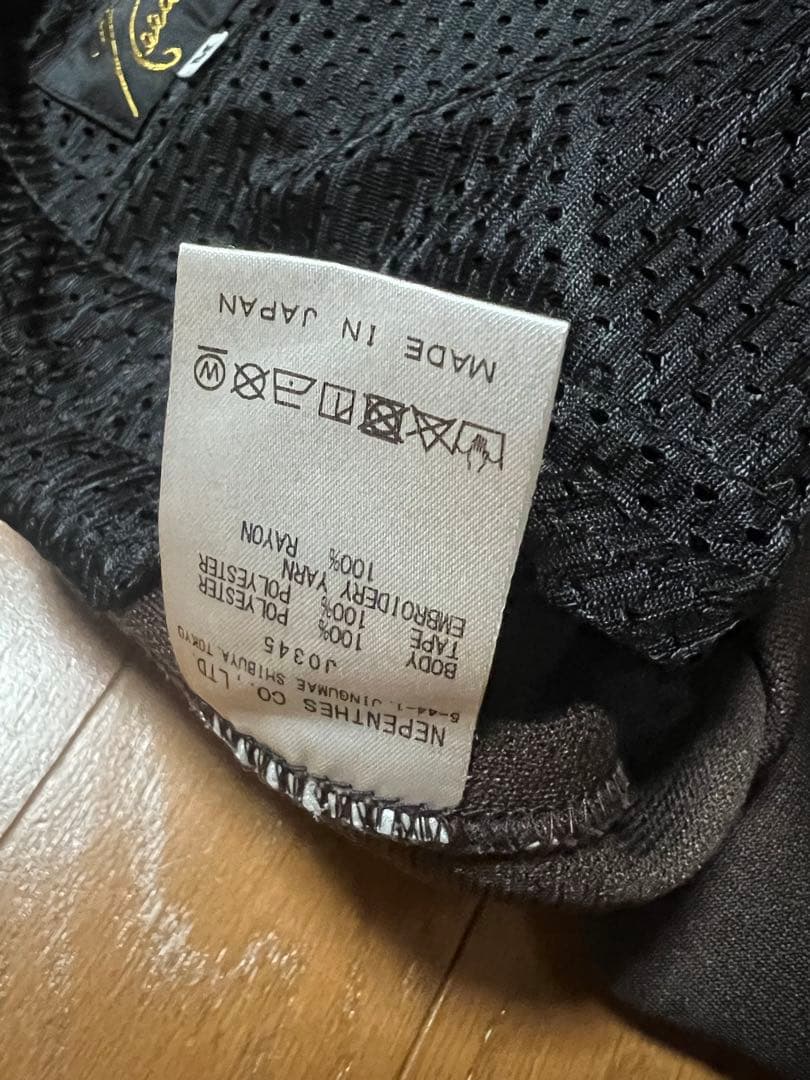 NEPENTHES CO., LTD.
5-44-1, JINGUMAE SHIBUYA, TOKYO
J0345
BODY 100% POLYESTER
TAPE 100% POLYESTER
EMBROIDERY YARN
100% RAYON
W
MADE IN JAPAN